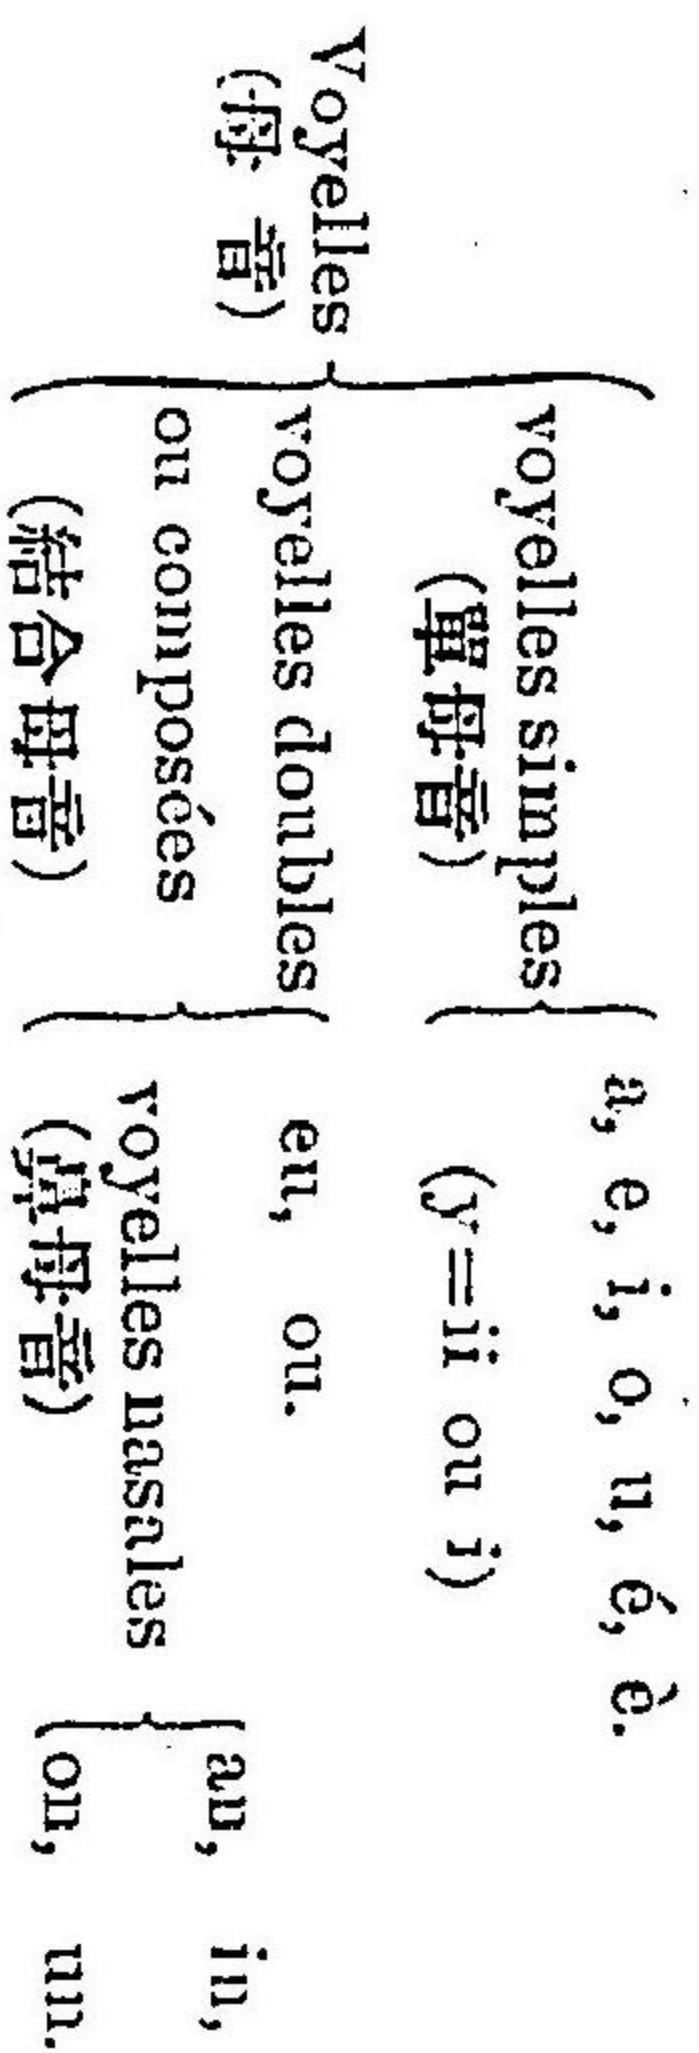 Voyelles
(母音)
voyelles simples
(單母音)
a, e, i, o, u, é, è.
(y=ii ou i)
voyelles doubles
ou composées
(結合母音)
eu, ou.
voyelles nasales
(鼻母音)
an, in,
on, un.